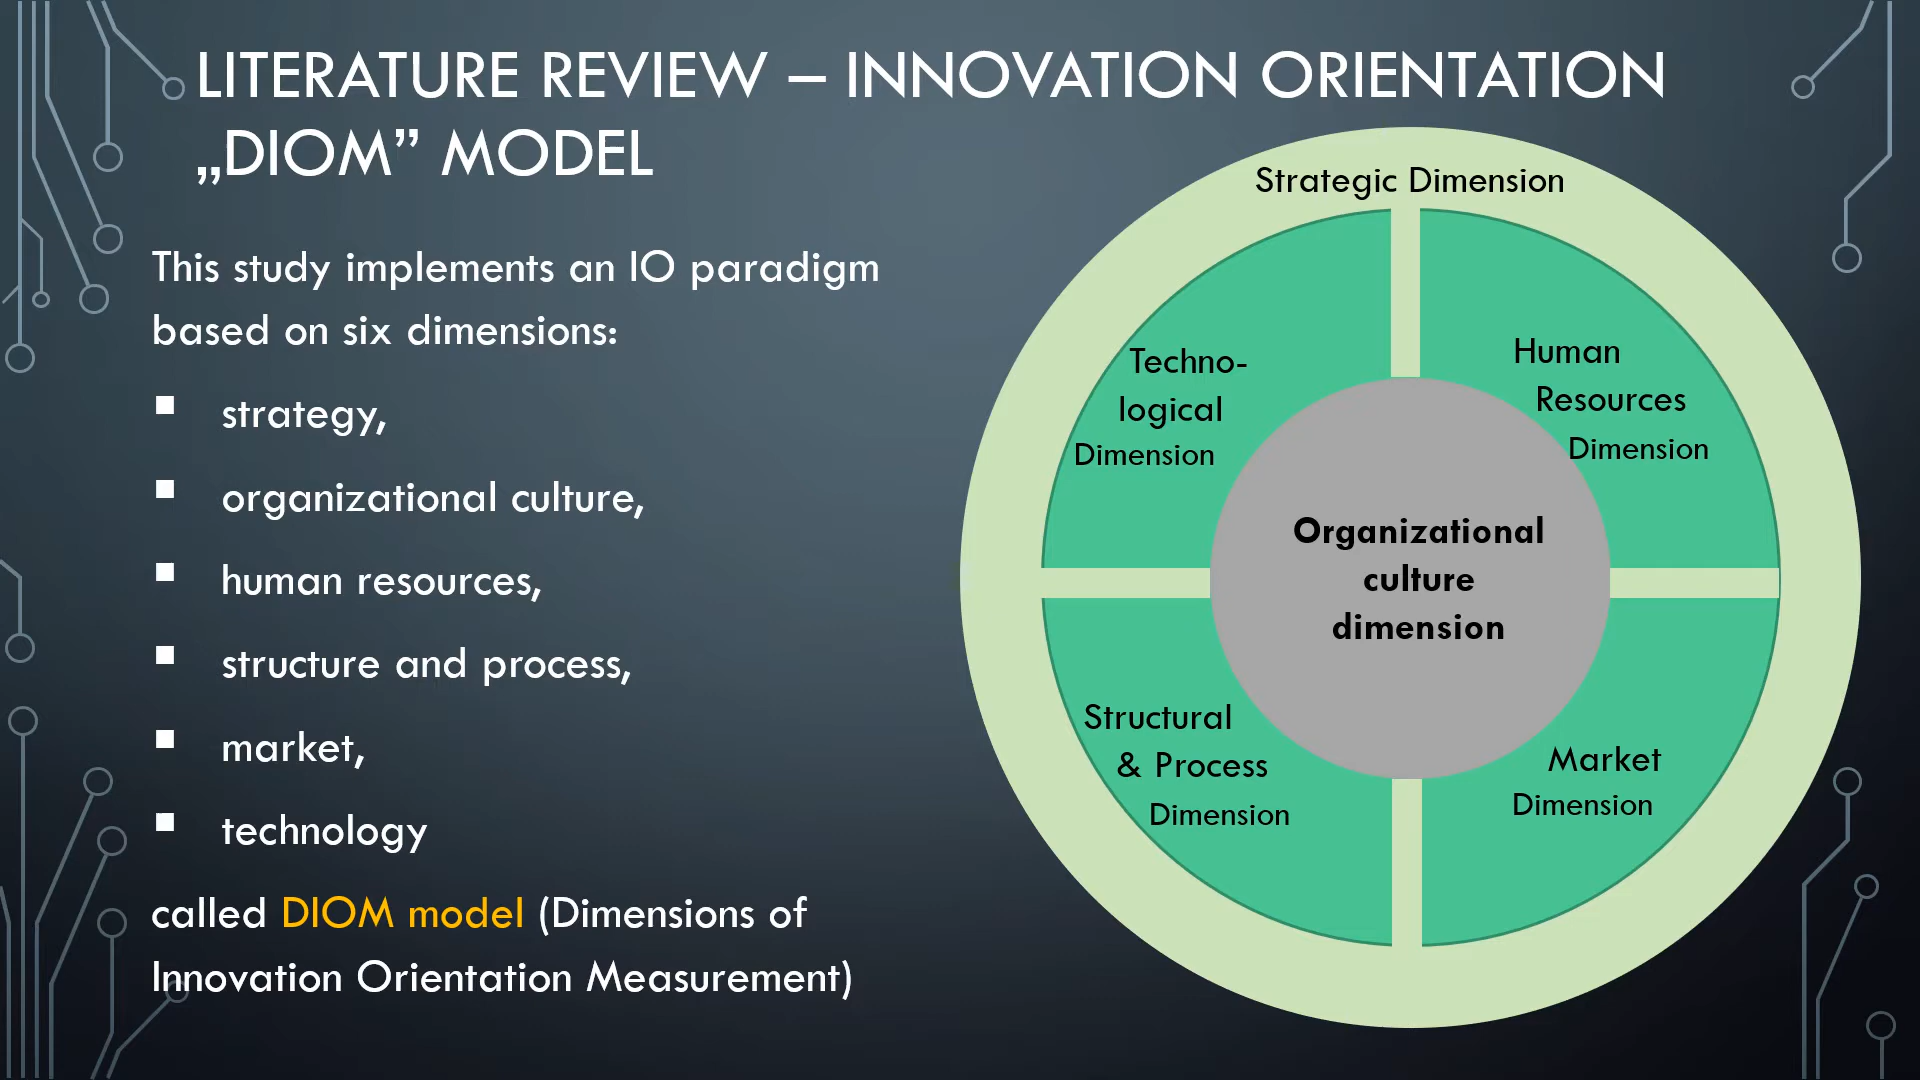 LITERATURE REVIEW – INNOVATION ORIENTATION
„DIOM” MODEL
This study implements an IO paradigm
based on six dimensions:
strategy,
organizational culture,
human resources,
structure and process,
market,
technology
called DIOM model (Dimensions of
Innovation Orientation Measurement)
Strategic Dimension
Techno-
logical
Dimension
Human
Resources
Dimension
Organizational
culture
dimension
Structural
& Process
Dimension
Market
Dimension